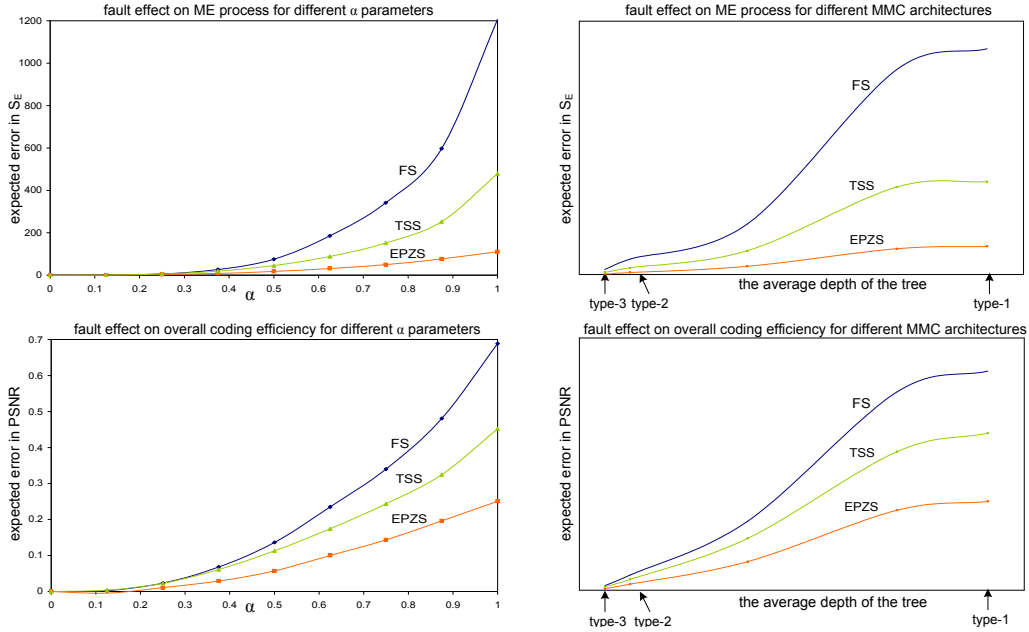 fault effect on ME process for different α parameters
expected error in S_E
1200
1000
800
600
400
200
0
FS
TSS
EPZS
0 0.1 0.2 0.3 0.4 0.5 0.6 0.7 0.8 0.9 1
α
fault effect on ME process for different MMC architectures
expected error in S_E
FS
TSS
EPZS
the average depth of the tree
type-3 type-2 type-1
fault effect on overall coding efficiency for different α parameters
expected error in PSNR
0.7
0.6
0.5
0.4
0.3
0.2
0.1
0
FS
TSS
EPZS
0 0.1 0.2 0.3 0.4 0.5 0.6 0.7 0.8 0.9 1
α
fault effect on overall coding efficiency for different MMC architectures
expected error in PSNR
FS
TSS
EPZS
the average depth of the tree
type-3 type-2 type-1